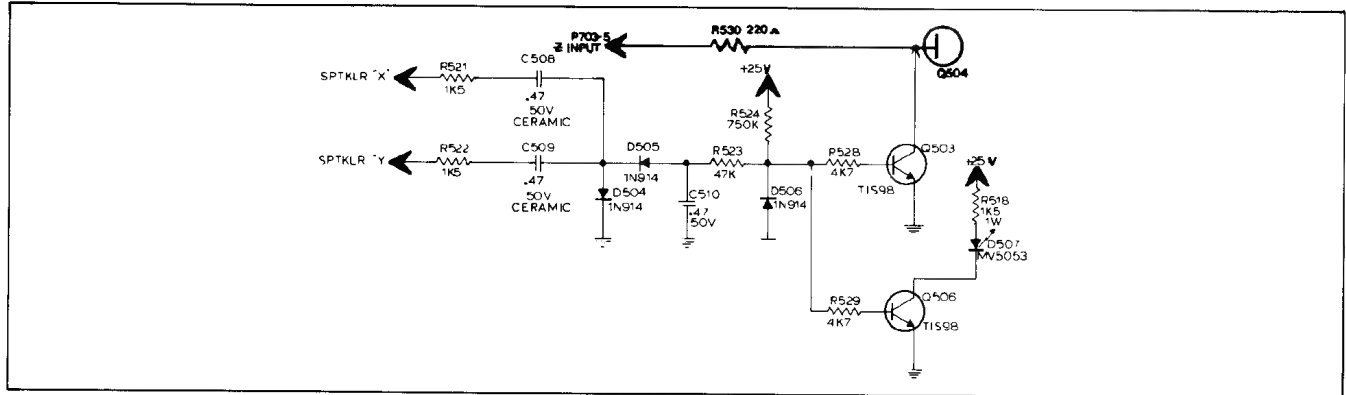 P703-5
Z INPUT
R530 220Ω
Q504
SPTKLR "X"
R521
1K5
C508
.47
50V
CERAMIC
+25V
R524
750K
SPTKLR "Y
R522
1K5
C509
.47
50V
CERAMIC
D505
1N914
D504
1N914
R523
47K
C510
.47
50V
D506
1N914
R528
4K7
Q503
TIS98
+25V
R518
1K5
1W
D507
MV5053
R529
4K7
Q506
TIS98